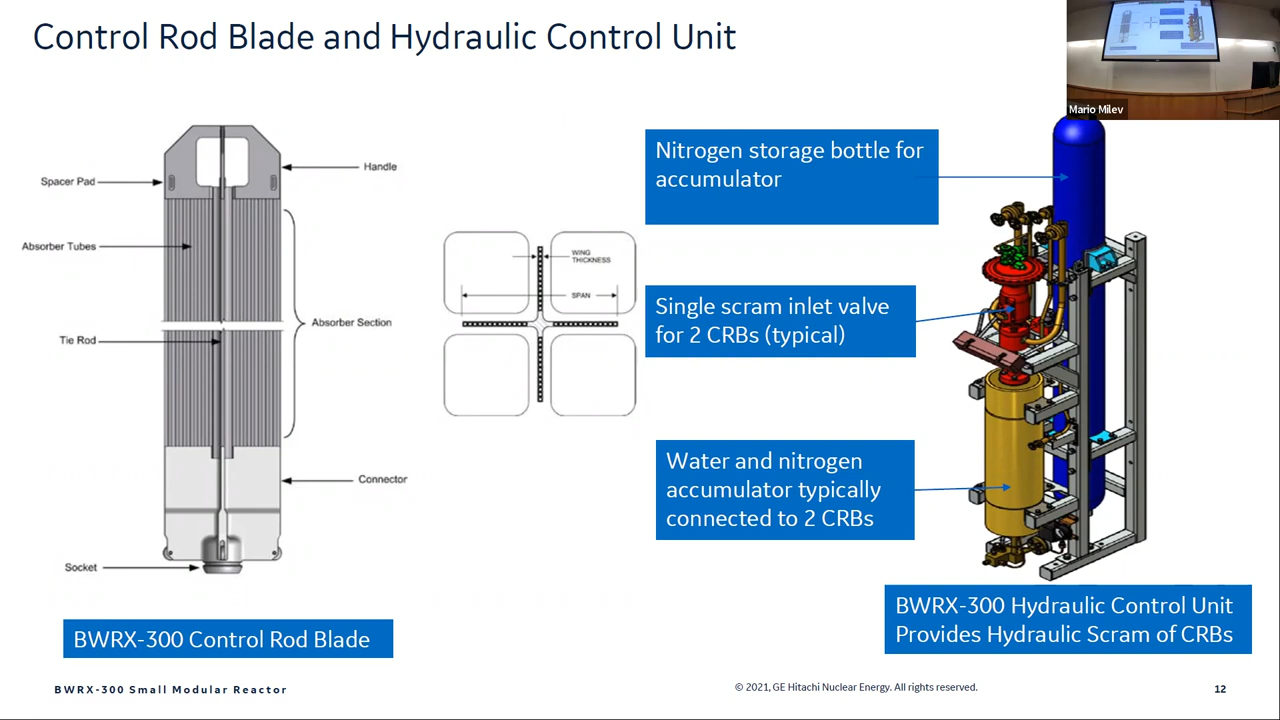 Control Rod Blade and Hydraulic Control Unit
Mario Milev
Handle
Spacer Pad
Absorber Tubes
Absorber Section
Tie Rod
Connector
Socket
WING
THICKNESS
SPAN
Nitrogen storage bottle for
accumulator
Single scram inlet valve
for 2 CRBs (typical)
Water and nitrogen
accumulator typically
connected to 2 CRBs
BWRX-300 Control Rod Blade
BWRX-300 Hydraulic Control Unit
Provides Hydraulic Scram of CRBs
BWRX-300 Small Modular Reactor
© 2021, GE Hitachi Nuclear Energy. All rights reserved.
12